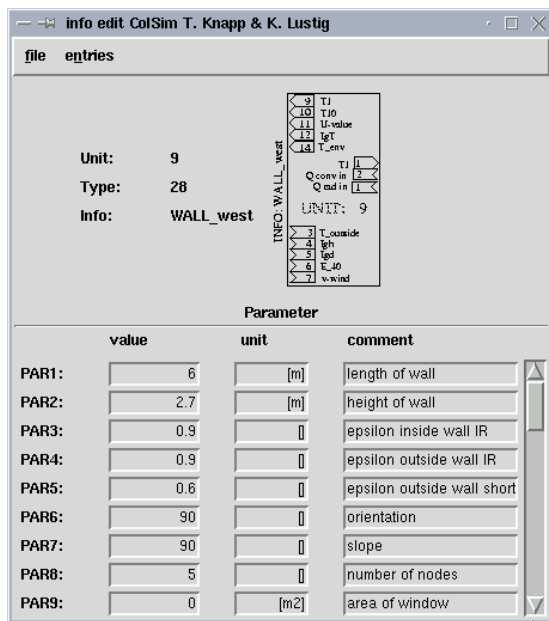 info edit ColSim T. Knapp & K. Lustig
file entries
9 T1
10 T10
11 U-value
12 IgT
14 T_env
T1 1
Q conv in 2
Q rad in 1
INFO: WALL_west
UNIT: 9
3 T_outside
4 Igh
5 Igd
6 E_40
7 v-wind
Unit: 9
Type: 28
Info: WALL_west
Parameter
value unit comment
PAR1: 6 [m] length of wall
PAR2: 2.7 [m] height of wall
PAR3: 0.9 [] epsilon inside wall IR
PAR4: 0.9 [] epsilon outside wall IR
PAR5: 0.6 [] epsilon outside wall short
PAR6: 90 [] orientation
PAR7: 90 [] slope
PAR8: 5 [] number of nodes
PAR9: 0 [m2] area of window